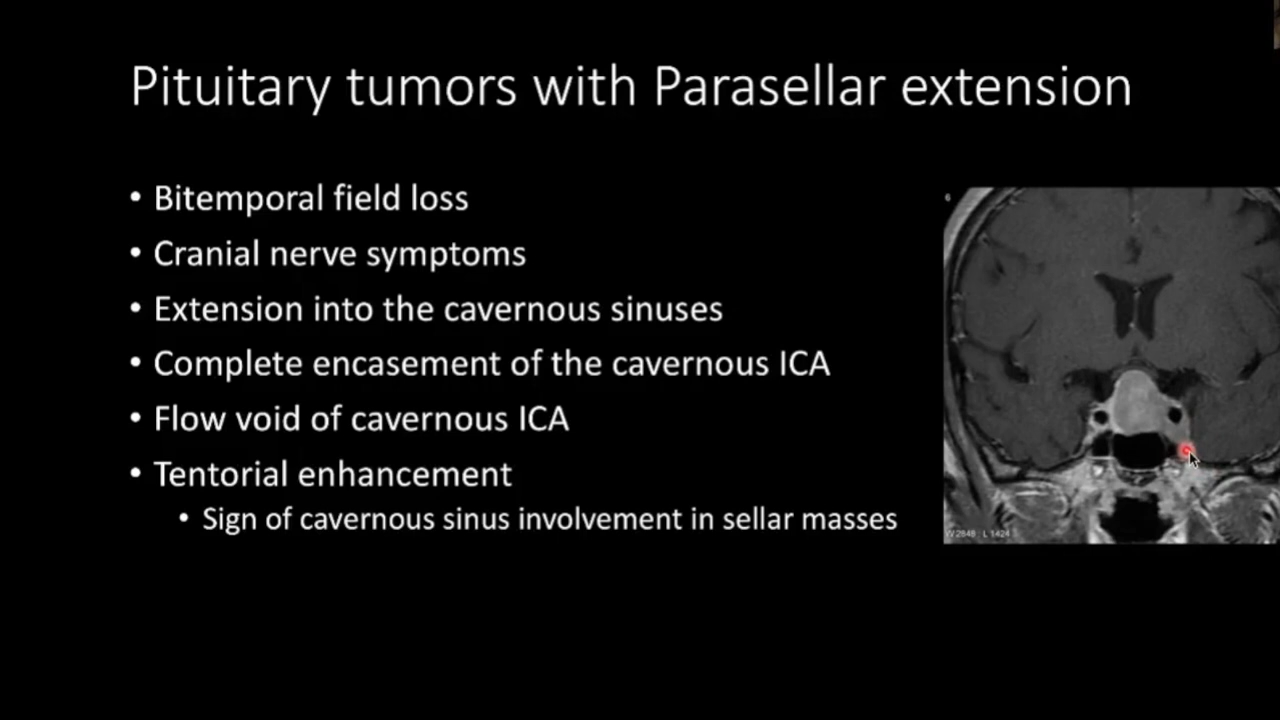 Pituitary tumors with Parasellar extension
• Bitemporal field loss
• Cranial nerve symptoms
• Extension into the cavernous sinuses
• Complete encasement of the cavernous ICA
• Flow void of cavernous ICA
• Tentorial enhancement
• Sign of cavernous sinus involvement in sellar masses
6
W 2848 : L 1424